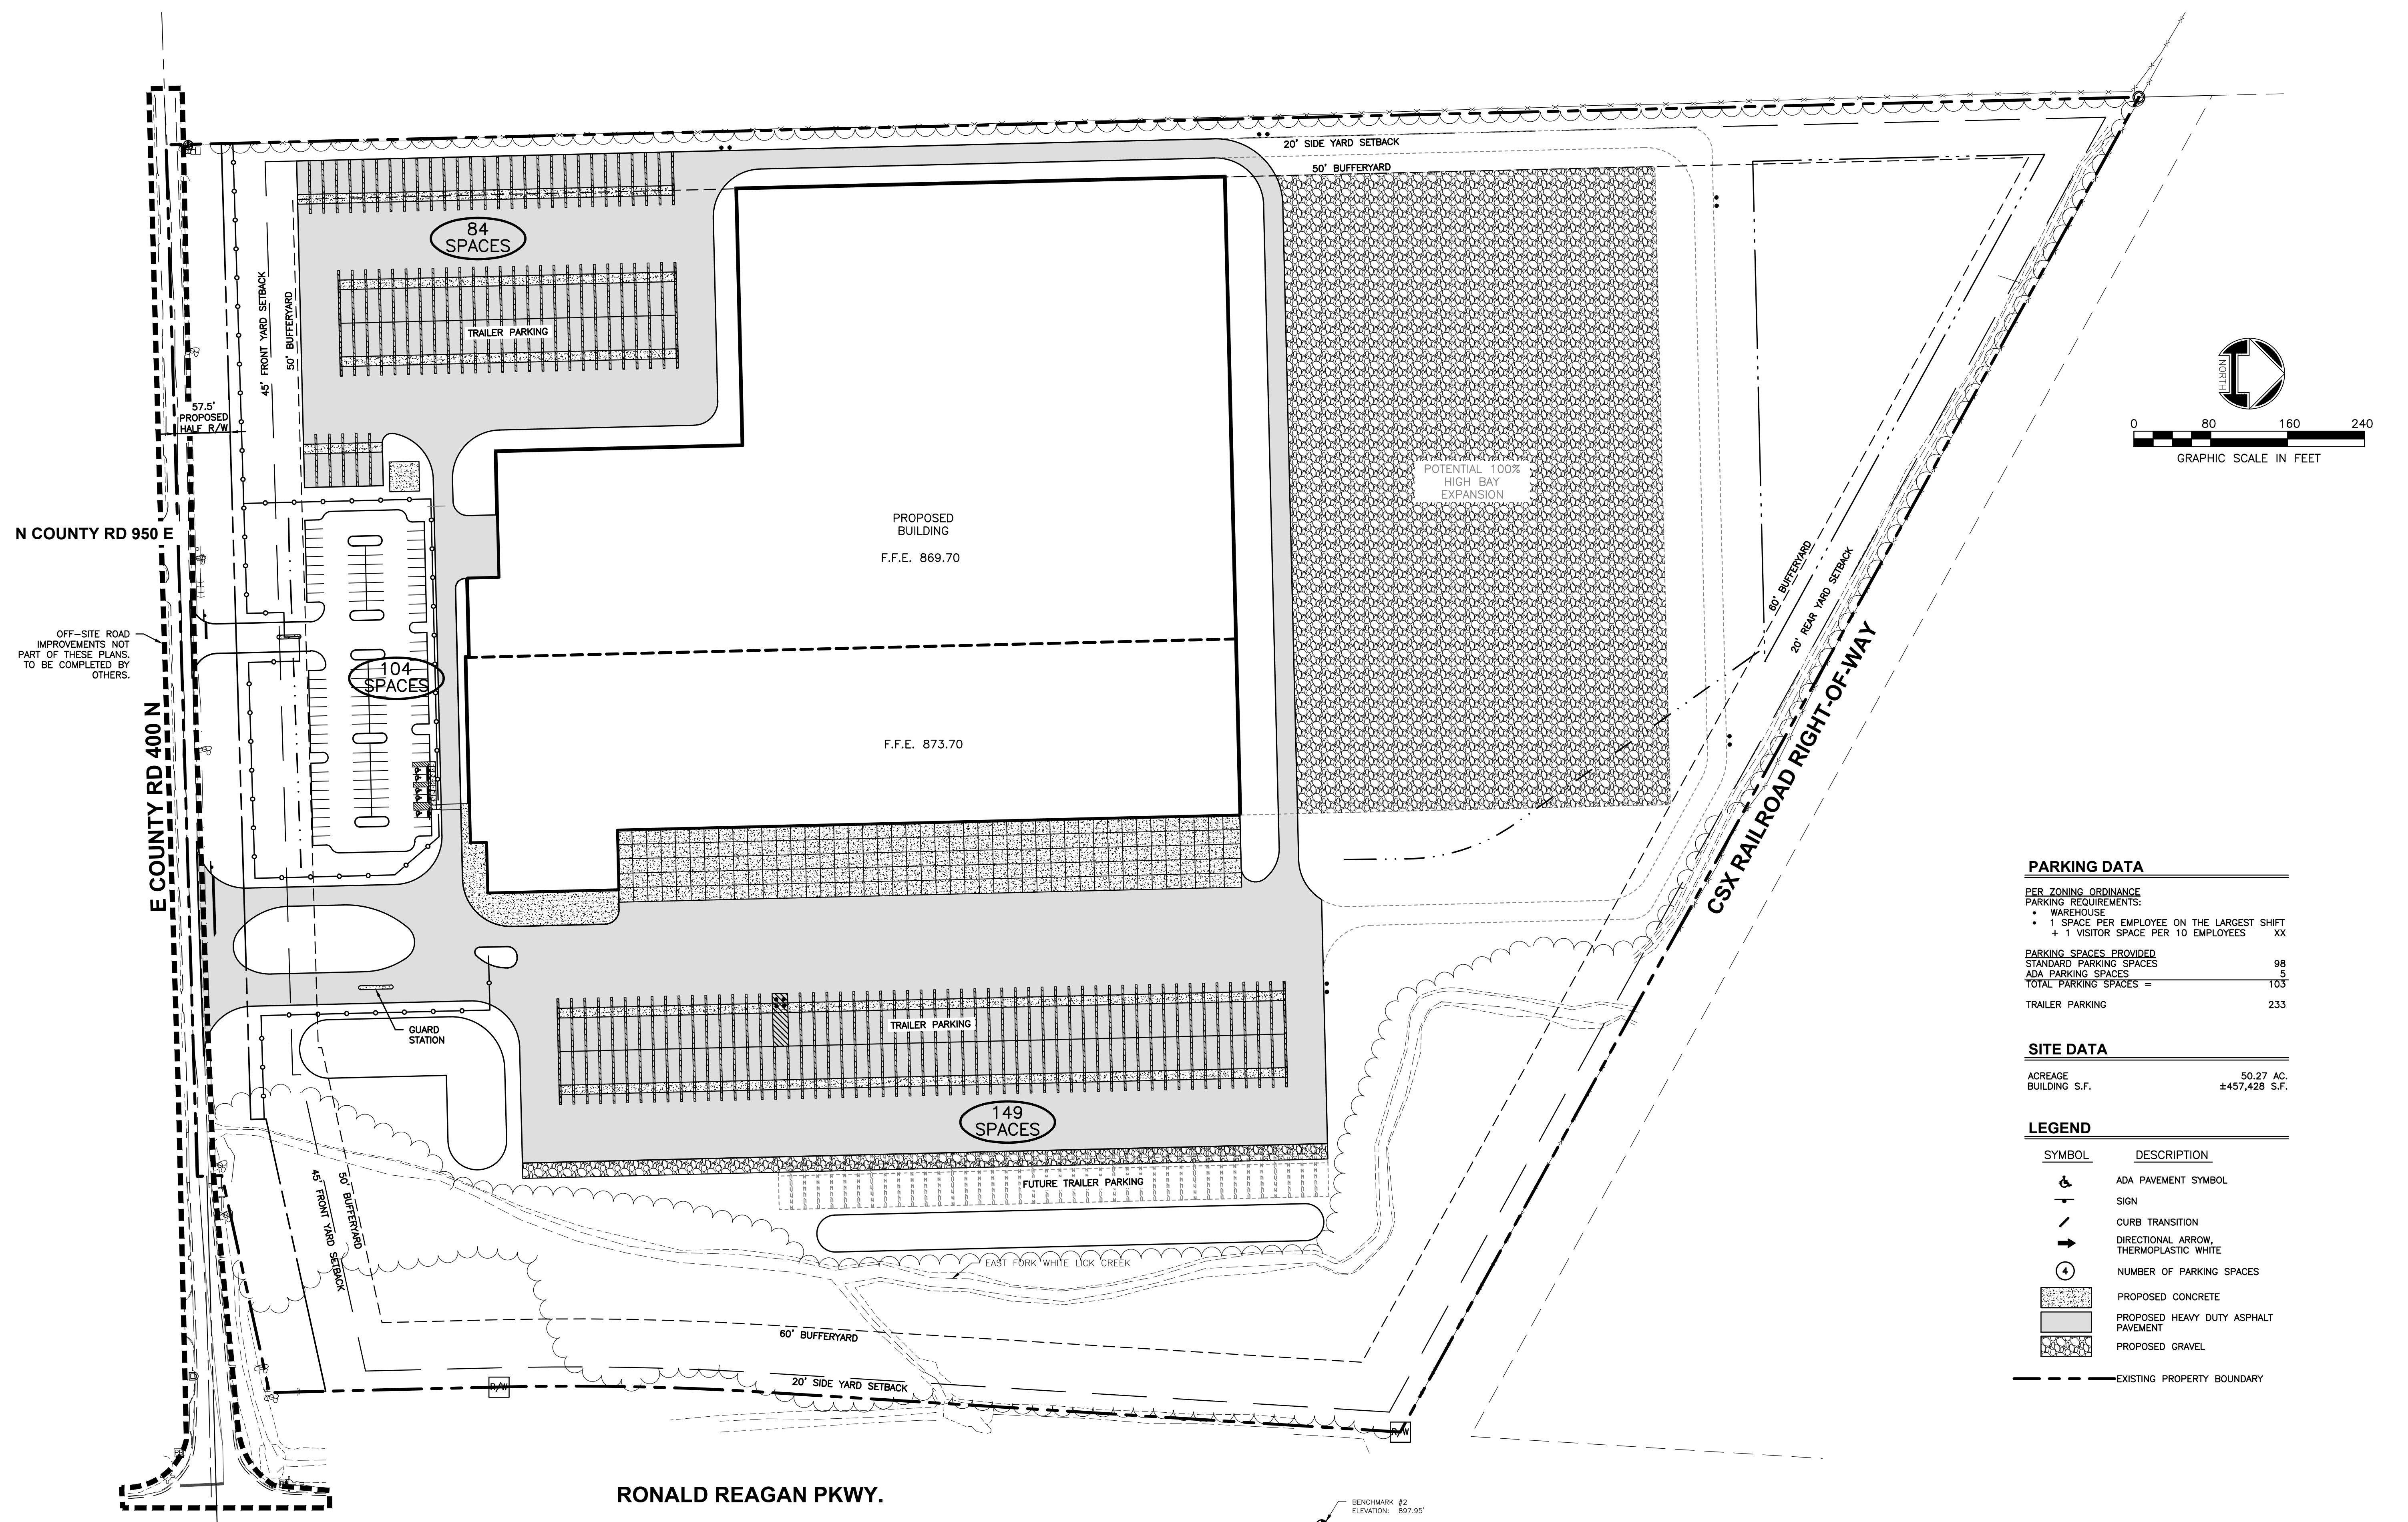 20' SIDE YARD SETBACK
50' BUFFERYARD
84
SPACES
TRAILER PARKING
45' FRONT YARD SETBACK
50' BUFFERYARD
57.5'
PROPOSED
HALF R/W
NORTH
0 80 160 240
GRAPHIC SCALE IN FEET
POTENTIAL 100%
HIGH BAY
EXPANSION
PROPOSED
BUILDING
F.F.E. 869.70
N COUNTY RD 950 E
60' BUFFERYARD
20' REAR YARD SETBACK
OFF-SITE ROAD
IMPROVEMENTS NOT
PART OF THESE PLANS.
TO BE COMPLETED BY
OTHERS.
104
SPACES
CSX RAILROAD RIGHT-OF-WAY
F.F.E. 873.70
E COUNTY RD 400 N
GUARD
STATION
TRAILER PARKING
149
SPACES
FUTURE TRAILER PARKING
45' FRONT YARD SETBACK
50' BUFFERYARD
EAST FORK WHITE LICK CREEK
60' BUFFERYARD
20' SIDE YARD SETBACK
R/W
R/W
RONALD REAGAN PKWY.
BENCHMARK #2
ELEVATION: 897.95'
PARKING DATA
PER ZONING ORDINANCE
PARKING REQUIREMENTS:
• WAREHOUSE
• 1 SPACE PER EMPLOYEE ON THE LARGEST SHIFT
+ 1 VISITOR SPACE PER 10 EMPLOYEES XX
PARKING SPACES PROVIDED
STANDARD PARKING SPACES 98
ADA PARKING SPACES 5
TOTAL PARKING SPACES = 103
TRAILER PARKING 233
SITE DATA
ACREAGE 50.27 AC.
BUILDING S.F. ±457,428 S.F.
LEGEND
SYMBOL DESCRIPTION
ADA PAVEMENT SYMBOL
SIGN
CURB TRANSITION
DIRECTIONAL ARROW,
THERMOPLASTIC WHITE
4 NUMBER OF PARKING SPACES
PROPOSED CONCRETE
PROPOSED HEAVY DUTY ASPHALT
PAVEMENT
PROPOSED GRAVEL
EXISTING PROPERTY BOUNDARY